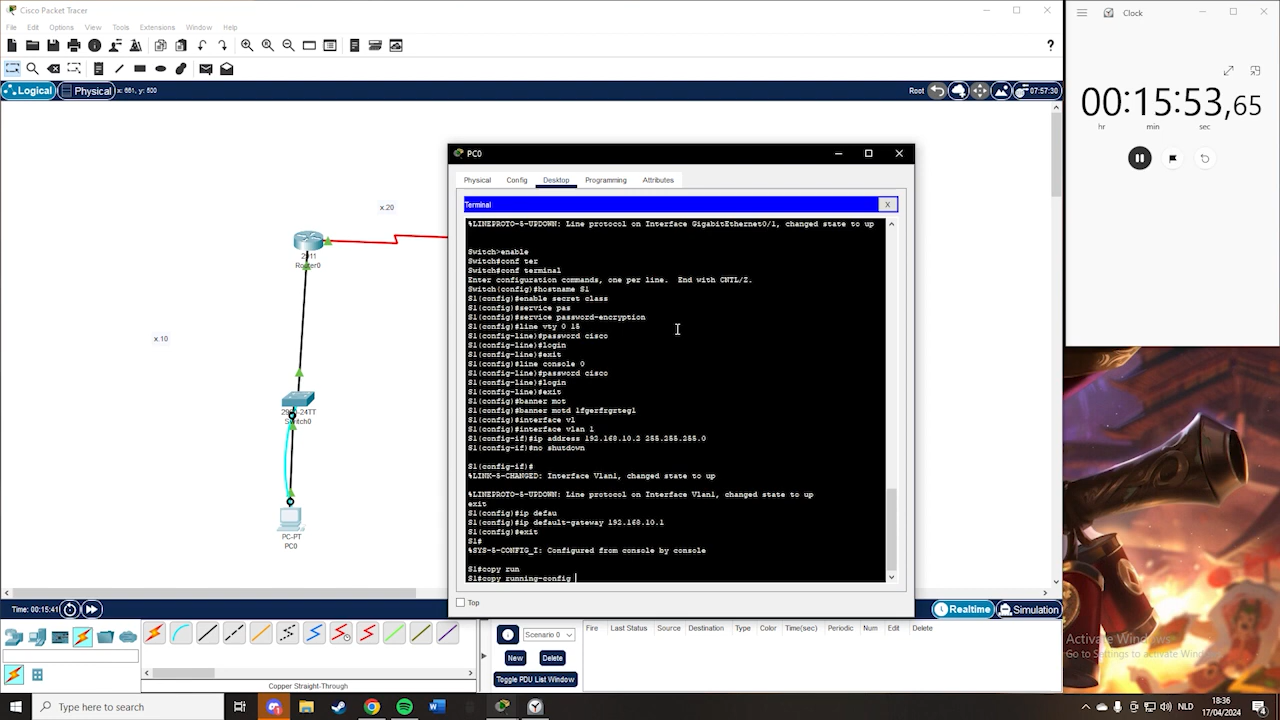 Cisco Packet Tracer
File Edit Options View Tools Extensions Window Help
Logical Physical x: 661, y: 500
Root 07:57:30
x.20
2911
Router0
x.10
Switch0
PC-PT
PC0
PC0
Physical Config Desktop Programming Attributes
Terminal X
%LINEPROTO-5-UPDOWN: Line protocol on Interface GigabitEthernet0/1, changed state to up
Switch>enable
Switch#conf ter
Switch#conf terminal
Enter configuration commands, one per line. End with CNTL/Z.
Switch(config)#hostname S1
S1(config)#enable secret class
S1(config)#service pas
S1(config)#service password-encryption
S1(config)#line vty 0 15
S1(config-line)#password cisco
S1(config-line)#login
S1(config-line)#exit
S1(config)#line console 0
S1(config-line)#password cisco
S1(config-line)#login
S1(config-line)#exit
S1(config)#banner mot
S1(config)#banner motd lfgerfrgrtegl
S1(config)#interface vl
S1(config)#interface vlan 1
S1(config-if)#ip address 192.168.10.2 255.255.255.0
S1(config-if)#no shutdown
S1(config-if)#
%LINK-5-CHANGED: Interface Vlan1, changed state to up
%LINEPROTO-5-UPDOWN: Line protocol on Interface Vlan1, changed state to up
exit
S1(config)#ip defau
S1(config)#ip default-gateway 192.168.10.1
S1(config)#exit
S1#
%SYS-5-CONFIG_I: Configured from console by console
S1#copy run
S1#copy running-config
Top
Time: 00:15:41
Realtime Simulation
Scenario 0
New Delete
Toggle PDU List Window
Fire Last Status Source Destination Type Color Time(sec) Periodic Num Edit Delete
Copper Straight-Through
Clock
00:15:53,65
hr min sec
Activate Windows
Go to Settings to activate Windows.
Type here to search
NLD
18:36
17/04/2024